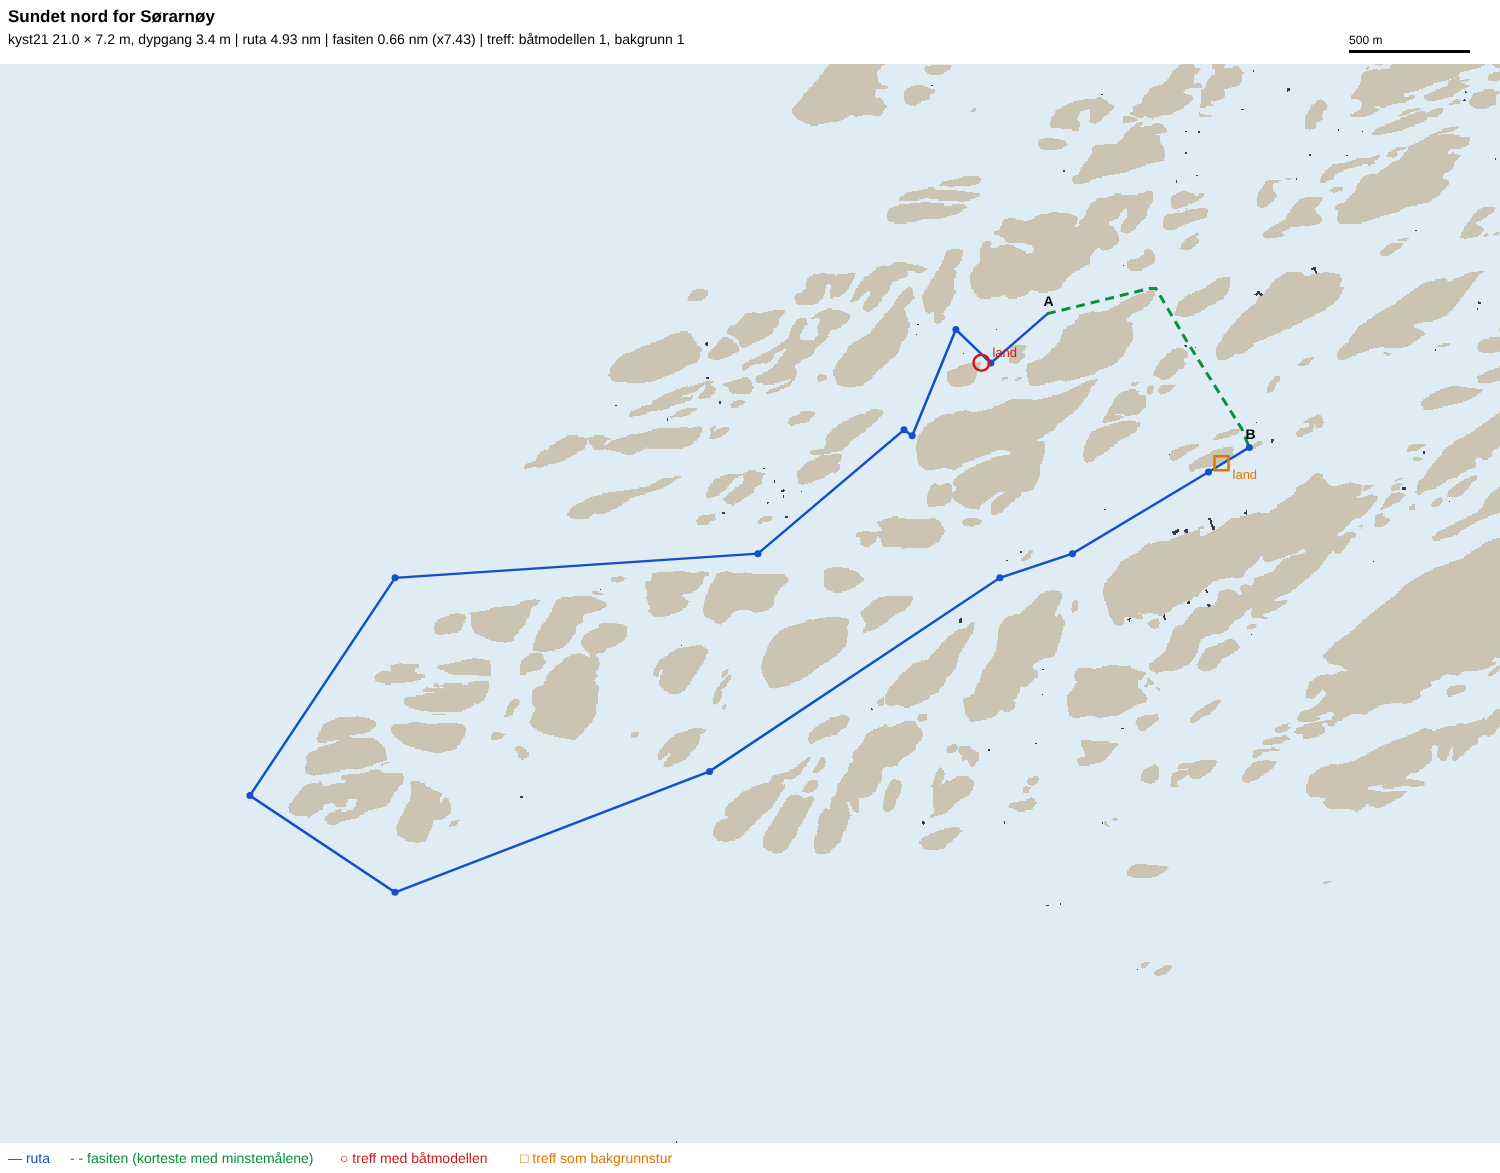 Sundet nord for Sørarnøy
kyst21 21.0 × 7.2 m, dypgang 3.4 m | ruta 4.93 nm | fasiten 0.66 nm (x7.43) | treff: båtmodellen 1, bakgrunn 1
500 m
A
land
B
land
— ruta - - fasiten (korteste med minstemålene) ○ treff med båtmodellen □ treff som bakgrunnstur